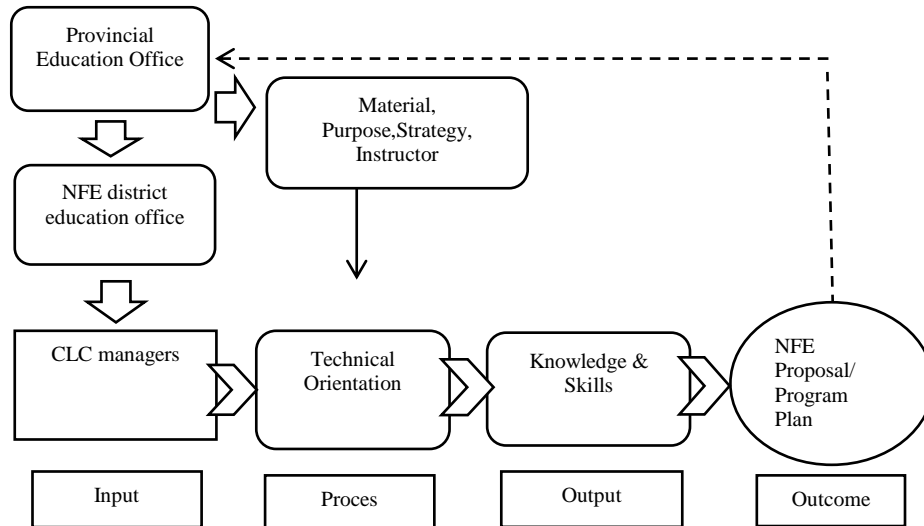 Provincial
Education Office
Material,
Purpose,Strategy,
Instructor
NFE district
education office
CLC managers
Technical
Orientation
Knowledge &
Skills
NFE
Proposal/
Program
Plan
Input
Proces
Output
Outcome